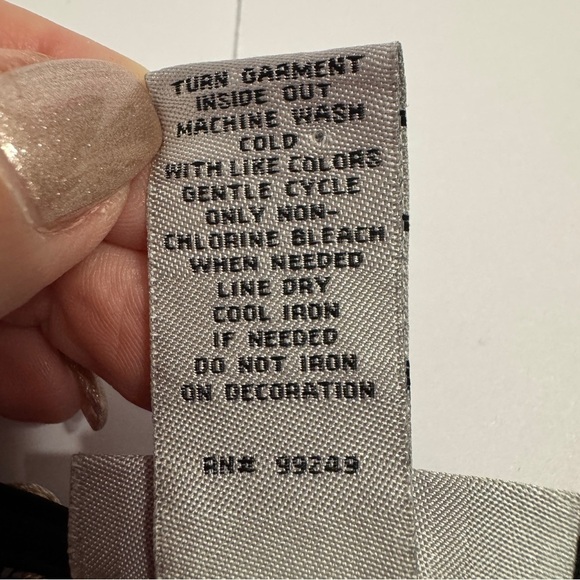 TURN GARMENT
INSIDE OUT
MACHINE WASH
COLD
WITH LIKE COLORS
GENTLE CYCLE
ONLY NON-
CHLORINE BLEACH
WHEN NEEDED
LINE DRY
COOL IRON
IF NEEDED
DO NOT IRON
ON DECORATION
RN# 99249